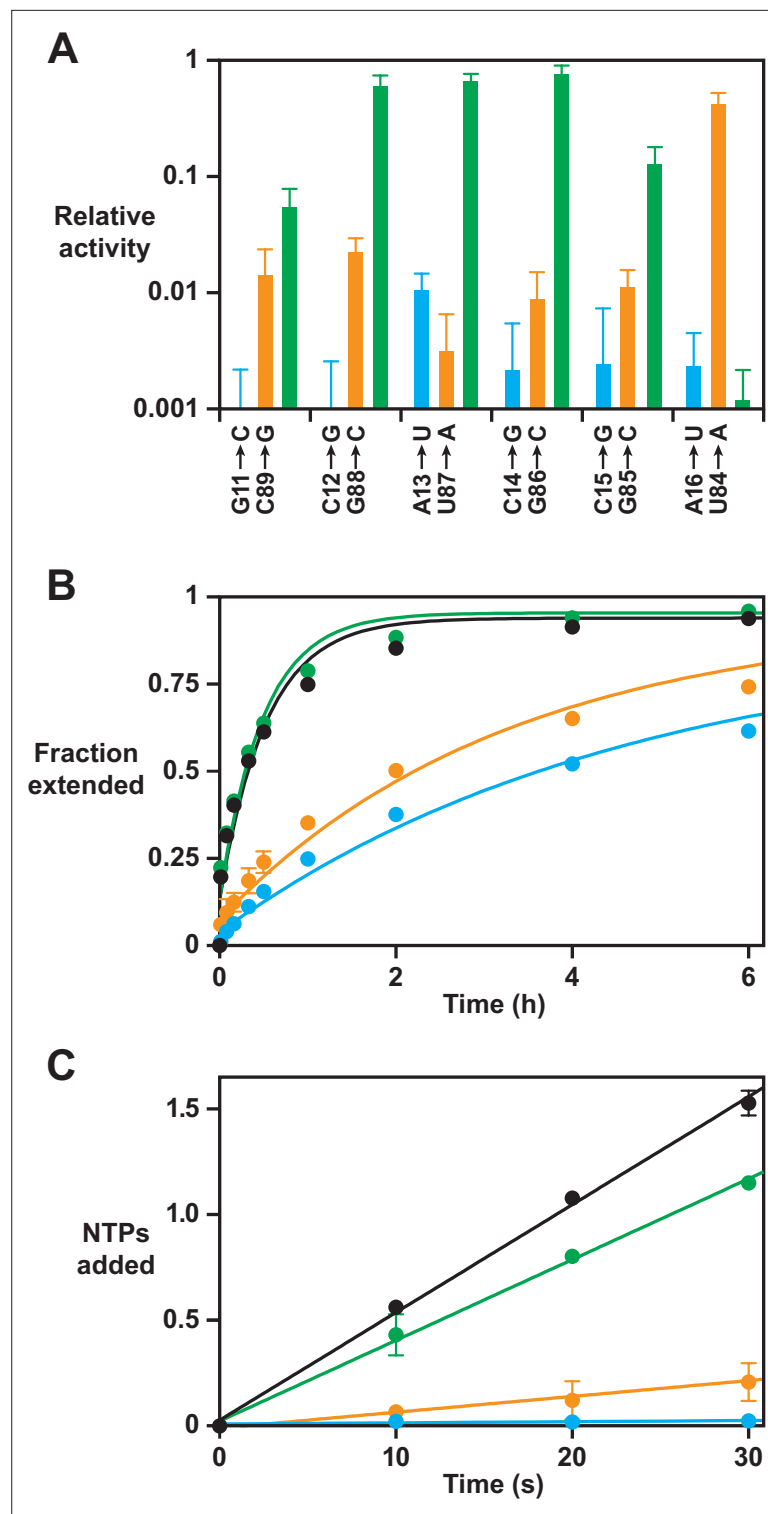 A
1
0.1
0.01
0.001
Relative
activity
G11→C
C89→G
C12→G
G88→C
A13→U
U87→A
C14→G
G86→C
C15→G
G85→C
A16→U
U84→A
B
1
0.75
0.5
0.25
0
Fraction
extended
0 2 4 6
Time (h)
C
1.5
1.0
0.5
0
NTPs
added
0 10 20 30
Time (s)